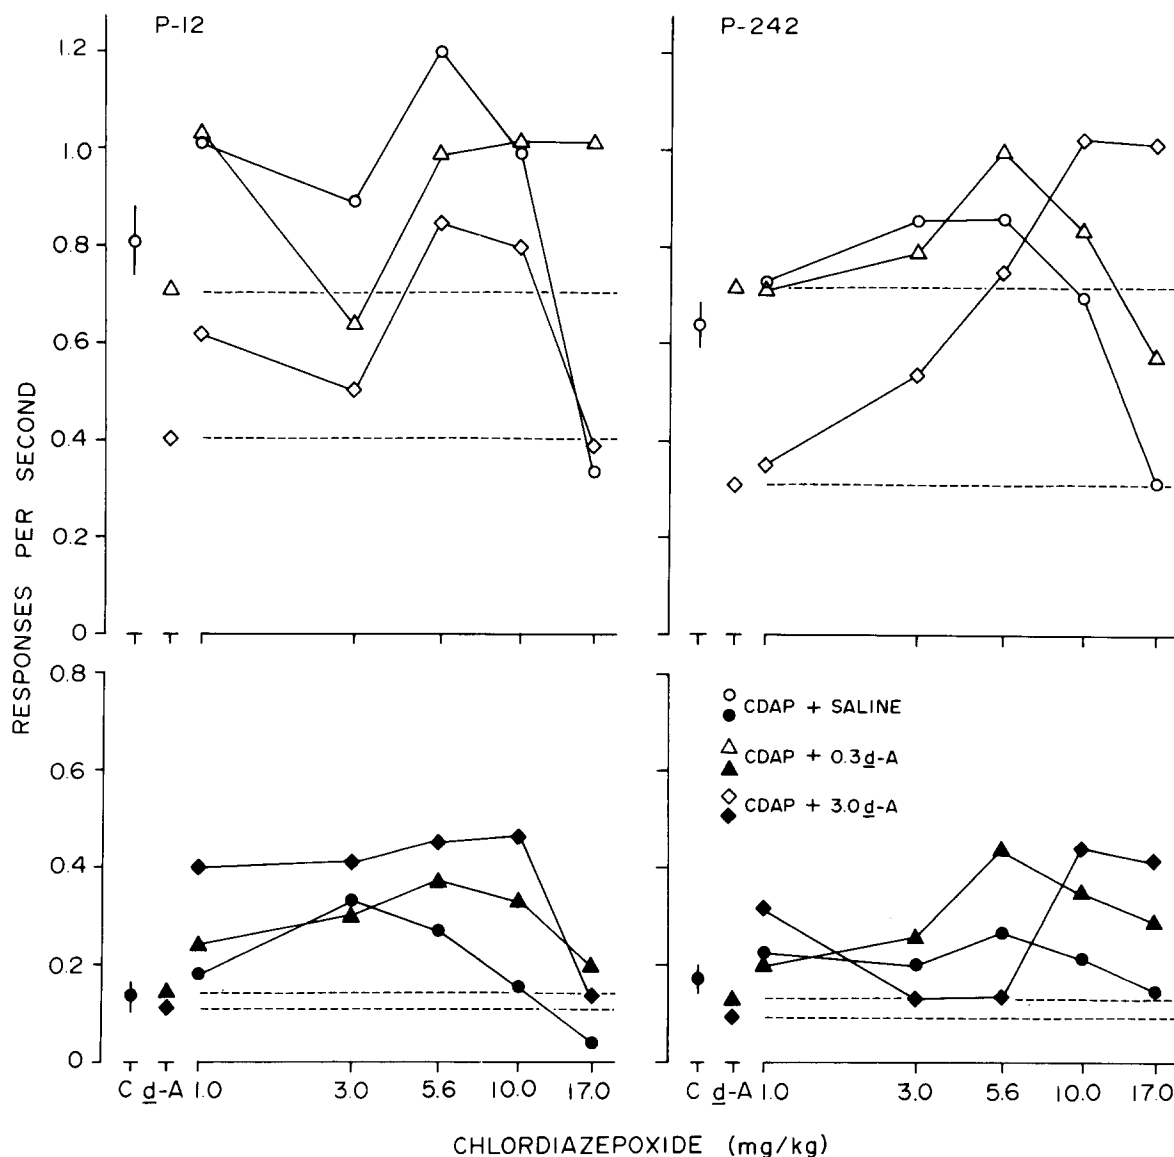 P-12
P-242
1.2
1.0
0.8
0.6
0.4
0.2
0
0.8
0.6
0.4
0.2
0
RESPONSES PER SECOND
CDAP + SALINE
CDAP + 0.3 d-A
CDAP + 3.0 d-A
C d-A 1.0 3.0 5.6 10.0 17.0
C d-A 1.0 3.0 5.6 10.0 17.0
CHLORDIAZEPOXIDE (mg/kg)